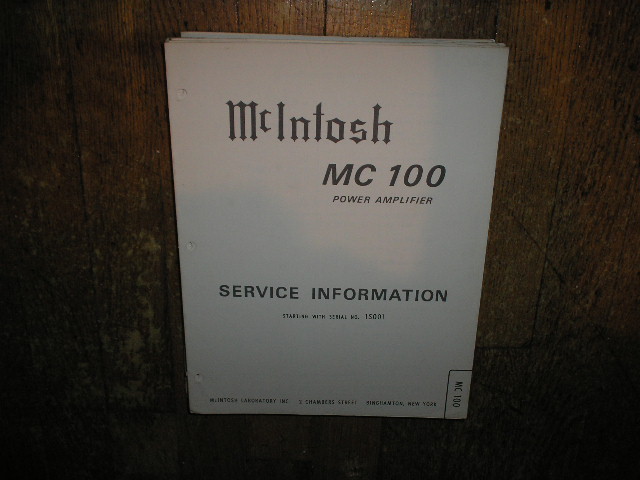 McIntosh
MC 100
POWER AMPLIFIER
SERVICE INFORMATION
STARTING WITH SERIAL NO. 15001
McINTOSH LABORATORY INC. 2 CHAMBERS STREET BINGHAMTON, NEW YORK
MC 100